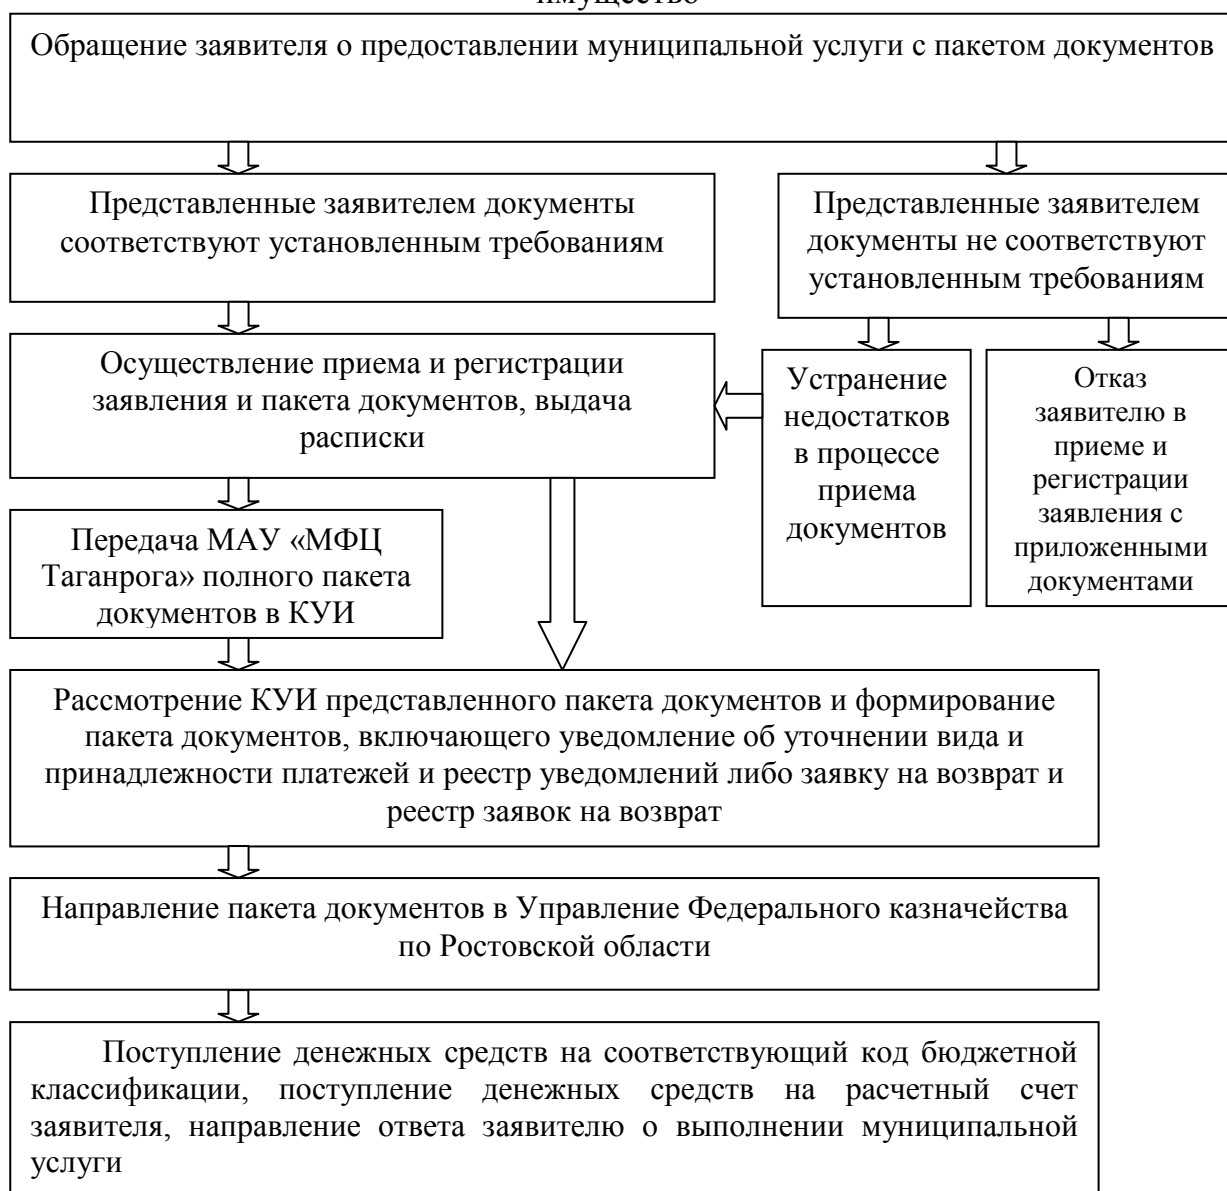 имущество
Обращение заявителя о предоставлении муниципальной услуги с пакетом документов
Представленные заявителем документы
соответствуют установленным требованиям
Представленные заявителем
документы не соответствуют
установленным требованиям
Осуществление приема и регистрации
заявления и пакета документов, выдача
расписки
Устранение
недостатков
в процессе
приема
документов
Отказ
заявителю в
приеме и
регистрации
заявления с
приложенными
документами
Передача МАУ «МФЦ
Таганрога» полного пакета
документов в КУИ
Рассмотрение КУИ представленного пакета документов и формирование
пакета документов, включающего уведомление об уточнении вида и
принадлежности платежей и реестр уведомлений либо заявку на возврат и
реестр заявок на возврат
Направление пакета документов в Управление Федерального казначейства
по Ростовской области
Поступление денежных средств на соответствующий код бюджетной
классификации, поступление денежных средств на расчетный счет
заявителя, направление ответа заявителю о выполнении муниципальной
услуги